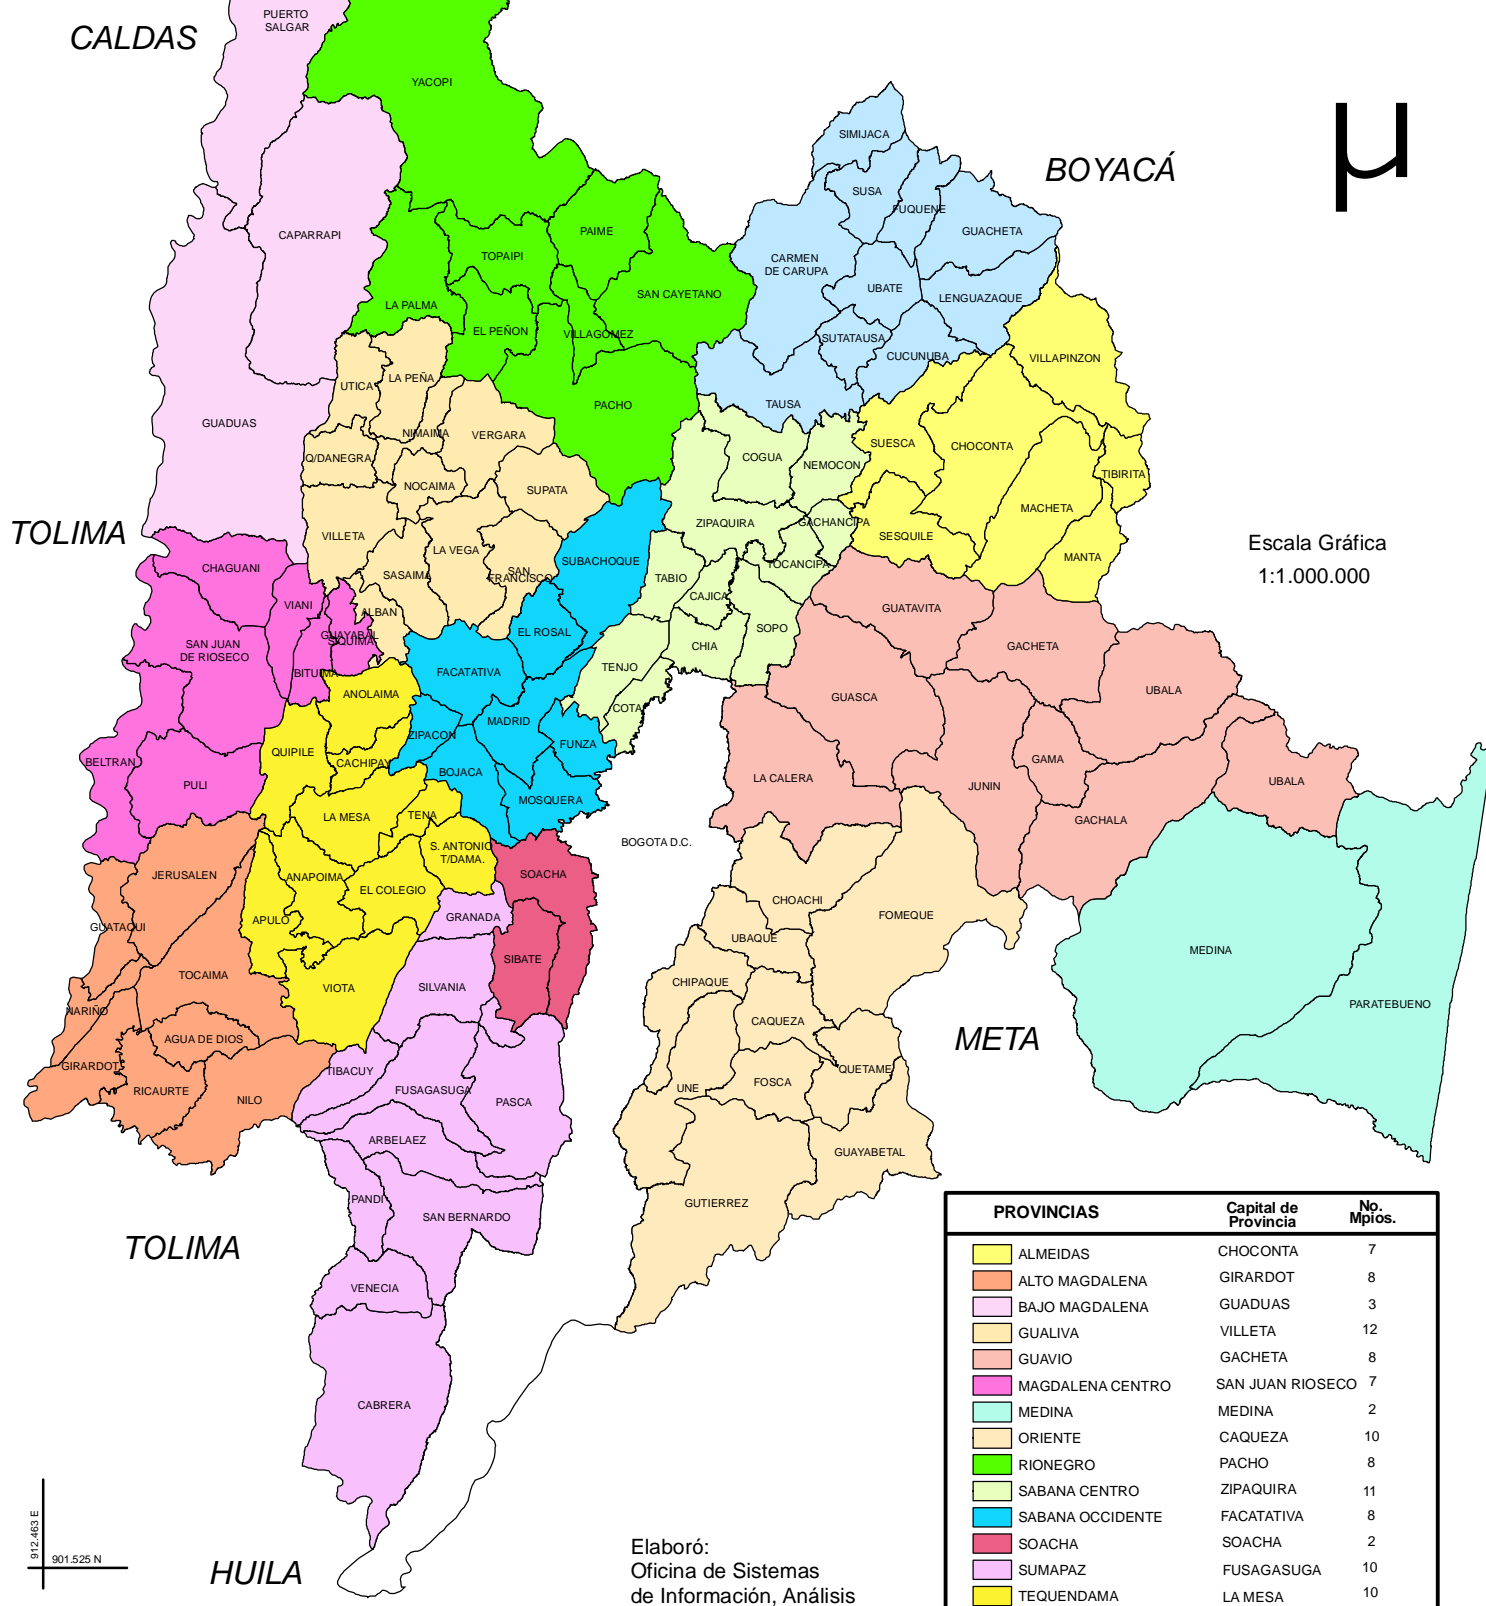 PUERTO
SALGAR
CALDAS
YACOPI
SIMIJACA
BOYACÁ
µ
SUSA
FUQUENE
GUACHETA
CAPARRAPI
PAIME
TOPAIPI
CARMEN
DE CARUPA
UBATE
LENGUAZAQUE
LA PALMA
SAN CAYETANO
EL PEÑON
VILLAGOMEZ
SUTATAUSA
CUCUNUBA
VILLAPINZON
UTICA
LA PEÑA
TAUSA
PACHO
GUADUAS
NIMAIMA
VERGARA
SUESCA
CHOCONTA
COGUA
NEMOCON
Q/DANEGRA
TIBIRITA
NOCAIMA
SUPATA
MACHETA
TOLIMA
VILLETA
ZIPAQUIRA
GACHANCIPA
SESQUILE
LA VEGA
MANTA
Escala Gráfica
1:1.000.000
CHAGUANI
SASAIMA
SAN
FRANCISCO
SUBACHOQUE
TABIO
TOCANCIPA
CAJICA
VIANI
ALBAN
GUATAVITA
GUAYABAL
SIQUIMA
EL ROSAL
SOPO
SAN JUAN
DE RIOSECO
CHIA
GACHETA
BITUIMA
FACATATIVA
TENJO
ANOLAIMA
UBALA
GUASCA
COTA
MADRID
ZIPACON
FUNZA
QUIPILE
BELTRAN
CACHIPAY
BOJACA
GAMA
PULI
LA CALERA
JUNIN
UBALA
MOSQUERA
LA MESA
TENA
GACHALA
BOGOTA D.C.
S. ANTONIO
T/DAMA.
JERUSALEN
ANAPOIMA
EL COLEGIO
SOACHA
CHOACHI
FOMEQUE
GUATAQUI
APULO
GRANADA
UBAQUE
MEDINA
SIBATE
TOCAIMA
VIOTA
SILVANIA
CHIPAQUE
PARATEBUENO
NARIÑO
CAQUEZA
META
AGUA DE DIOS
GIRARDOT
TIBACUY
QUETAME
RICAURTE
NILO
FUSAGASUGA
PASCA
UNE
FOSCA
ARBELAEZ
GUAYABETAL
PANDI
SAN BERNARDO
GUTIERREZ
TOLIMA
VENECIA
CABRERA
PROVINCIAS Capital de Provincia No. Mpios.
ALMEIDAS CHOCONTA 7
ALTO MAGDALENA GIRARDOT 8
BAJO MAGDALENA GUADUAS 3
GUALIVA VILLETA 12
GUAVIO GACHETA 8
MAGDALENA CENTRO SAN JUAN RIOSECO 7
MEDINA MEDINA 2
ORIENTE CAQUEZA 10
RIONEGRO PACHO 8
SABANA CENTRO ZIPAQUIRA 11
SABANA OCCIDENTE FACATATIVA 8
SOACHA SOACHA 2
SUMAPAZ FUSAGASUGA 10
TEQUENDAMA LA MESA 10
912.463 E
901.525 N
HUILA
Elaboró:
Oficina de Sistemas
de Información, Análisis